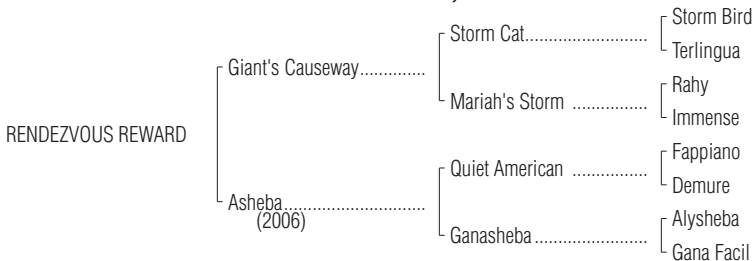 Storm Bird
Storm Cat..............................
Terlingua
Giant's Causeway..............
Rahy
Mariah's Storm ..................
Immense
RENDEZVOUS REWARD
Fappiano
Quiet American ..................
Demure
Asheba..................................
(2006)
Alysheba
Ganasheba...........................
Gana Facil